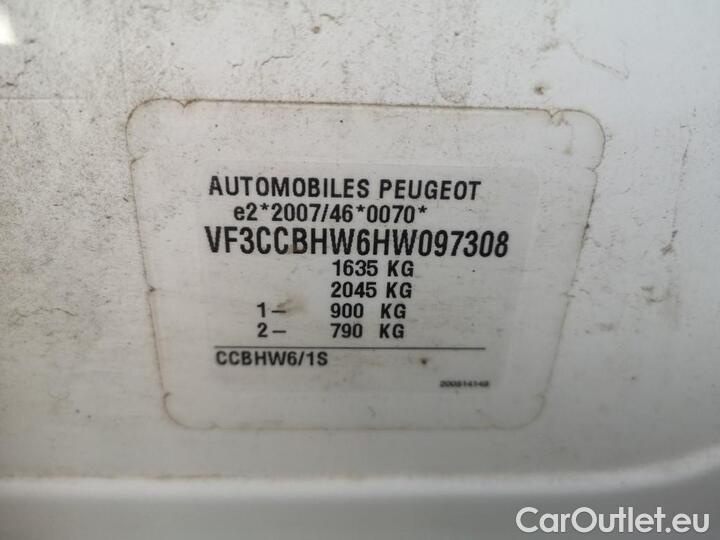 AUTOMOBILES PEUGEOT
e2*2007/46*0070*
VF3CCBHW6HW097308
1635 KG
2045 KG
1- 900 KG
2- 790 KG
CCBHW6/1S
CarOutlet.eu